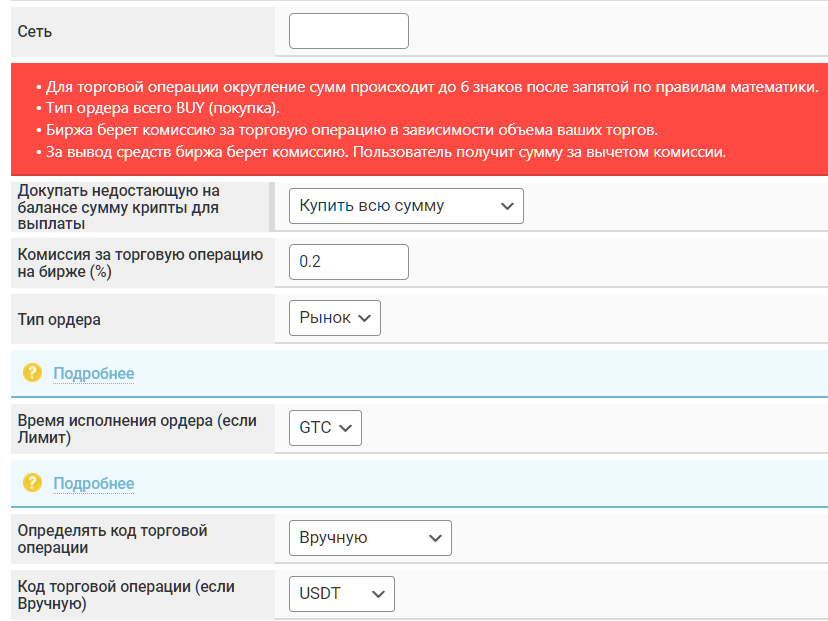 Сеть
• Для торговой операции округление сумм происходит до 6 знаков после запятой по правилам математики.
• Тип ордера всего BUY (покупка).
• Биржа берет комиссию за торговую операцию в зависимости объема ваших торгов.
• За вывод средств биржа берет комиссию. Пользователь получит сумму за вычетом комиссии.
Докупать недостающую на
баланс​е сумму крипты для
выплаты
Купить всю сумму
Комиссия за торговую операцию
на бирже (%)
0.2
Тип ордера
Рынок
? Подробнее
Время исполнения ордера (если
Лимит)
GTC
? Подробнее
Определять код торговой
операции
Вручную
Код торговой операции (если
Вручную)
USDT